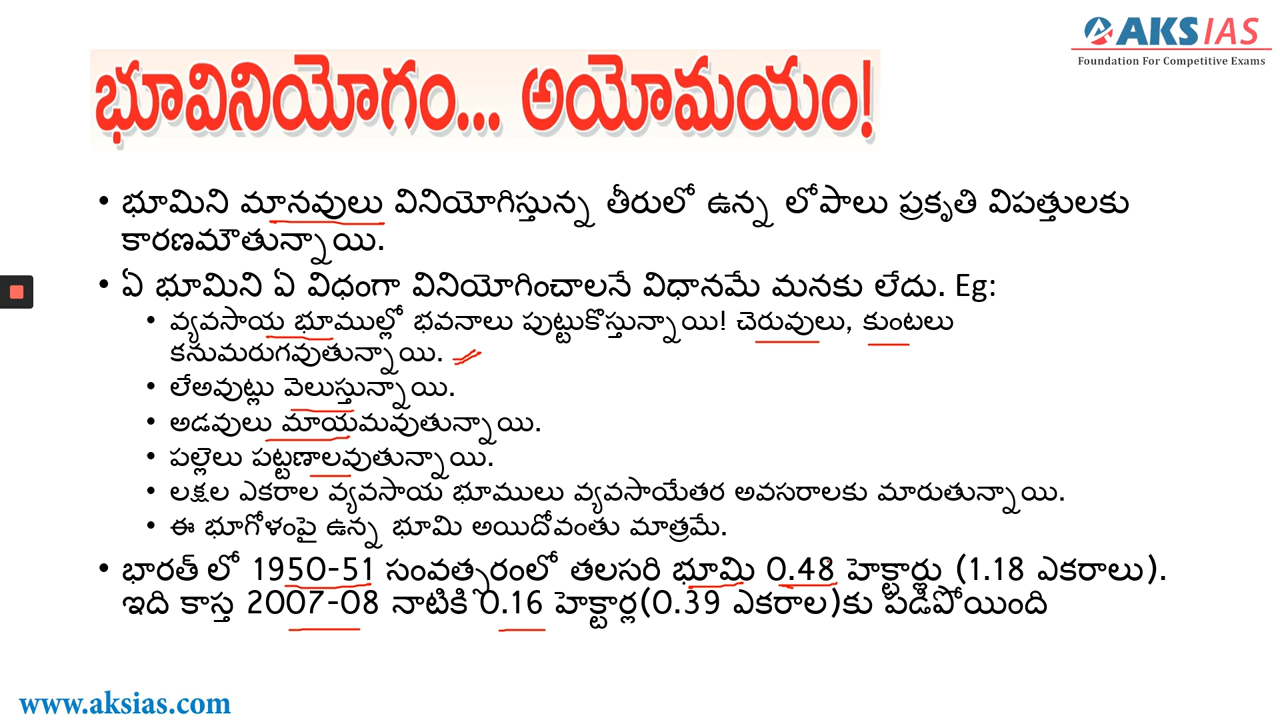 AKS IAS
Foundation For Competitive Exams
భూవినియోగం... అయోమయం!
• భూమిని మానవులు వినియోగిస్తున్న తీరులో ఉన్న లోపాలు ప్రకృతి విపత్తులకు
కారణమౌతున్నాయి.
• ఏ భూమిని ఏ విధంగా వినియోగించాలనే విధానమే మనకు లేదు. Eg:
• వ్యవసాయ భూముల్లో భవనాలు పుట్టుకొస్తున్నాయి! చెరువులు, కుంటలు
కనుమరుగవుతున్నాయి.
• లేఅవుట్లు వెలుస్తున్నాయి.
• అడవులు మాయమవుతున్నాయి.
• పల్లెలు పట్టణాలవుతున్నాయి.
• లక్షల ఎకరాల వ్యవసాయ భూములు వ్యవసాయేతర అవసరాలకు మారుతున్నాయి.
• ఈ భూగోళంపై ఉన్న భూమి అయిదోవంతు మాత్రమే.
• భారత్ లో 1950-51 సంవత్సరంలో తలసరి భూమి 0.48 హెక్టార్లు (1.18 ఎకరాలు).
ఇది కాస్త 2007-08 నాటికి 0.16 హెక్టార్ల(0.39 ఎకరాల)కు పడిపోయింది
www.aksias.com